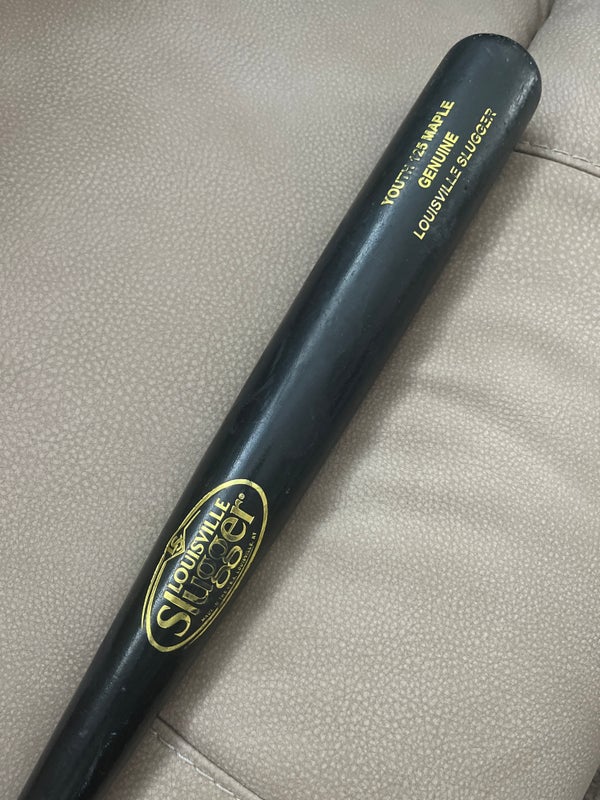 YOUTH 125 MAPLE
GENUINE
LOUISVILLE SLUGGER
LOUISVILLE
Slugger®